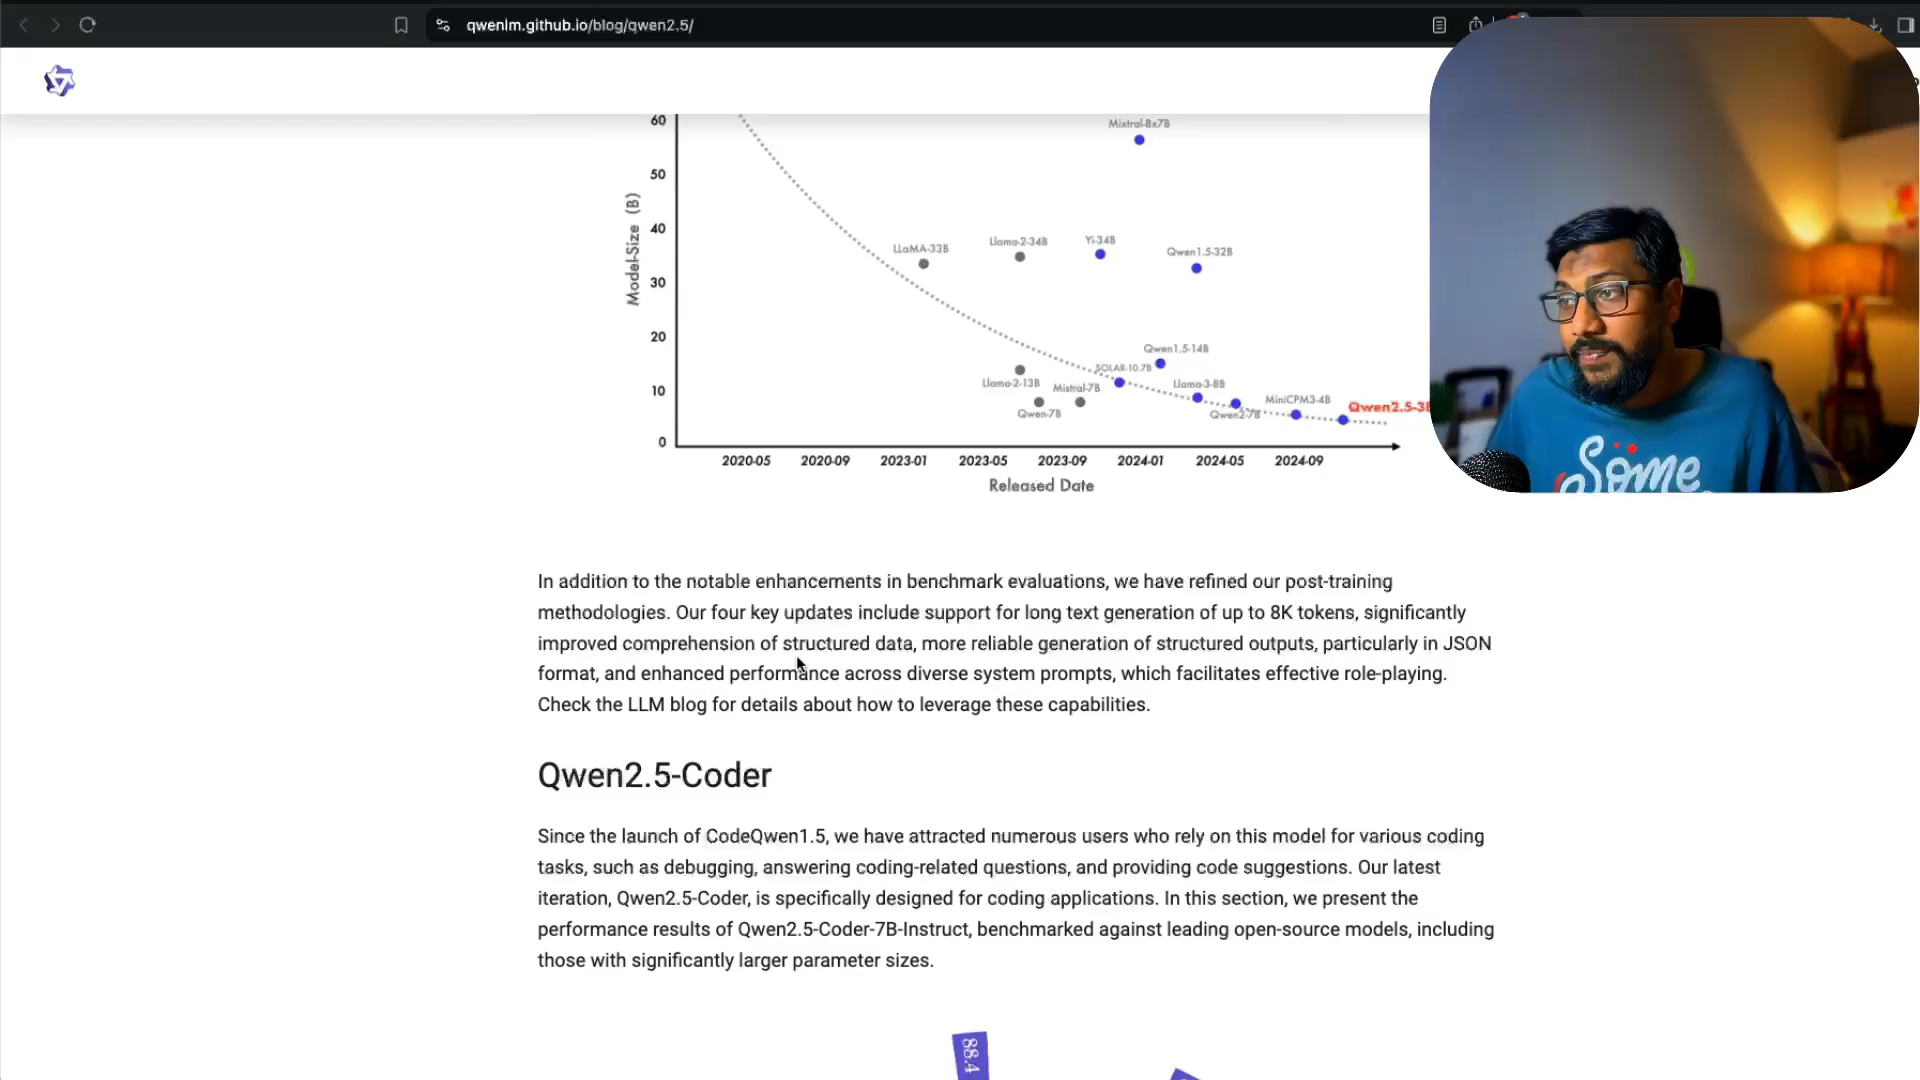 qwenlm.github.io/blog/qwen2.5/
60
Mixtral-8x7B
50
40
30
20
10
0
Model-Size (B)
LLaMA-33B
Llama-2-34B
Yi-34B
Qwen1.5-32B
Qwen1.5-14B
SOLAR-10.7B
Llama-2-13B
Mistral-7B
Llama-3-8B
Qwen-7B
Qwen2-7B
MiniCPM3-4B
Qwen2.5-3B
2020-05 2020-09 2023-01 2023-05 2023-09 2024-01 2024-05 2024-09
Released Date
Some
In addition to the notable enhancements in benchmark evaluations, we have refined our post-training
methodologies. Our four key updates include support for long text generation of up to 8K tokens, significantly
improved comprehension of structured data, more reliable generation of structured outputs, particularly in JSON
format, and enhanced performance across diverse system prompts, which facilitates effective role-playing.
Check the LLM blog for details about how to leverage these capabilities.
Qwen2.5-Coder
Since the launch of CodeQwen1.5, we have attracted numerous users who rely on this model for various coding
tasks, such as debugging, answering coding-related questions, and providing code suggestions. Our latest
iteration, Qwen2.5-Coder, is specifically designed for coding applications. In this section, we present the
performance results of Qwen2.5-Coder-7B-Instruct, benchmarked against leading open-source models, including
those with significantly larger parameter sizes.
88.4